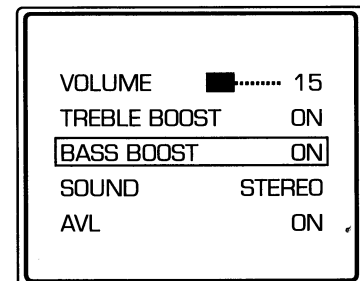 VOLUME 15
TREBLE BOOST ON
BASS BOOST ON
SOUND STEREO
AVL ON